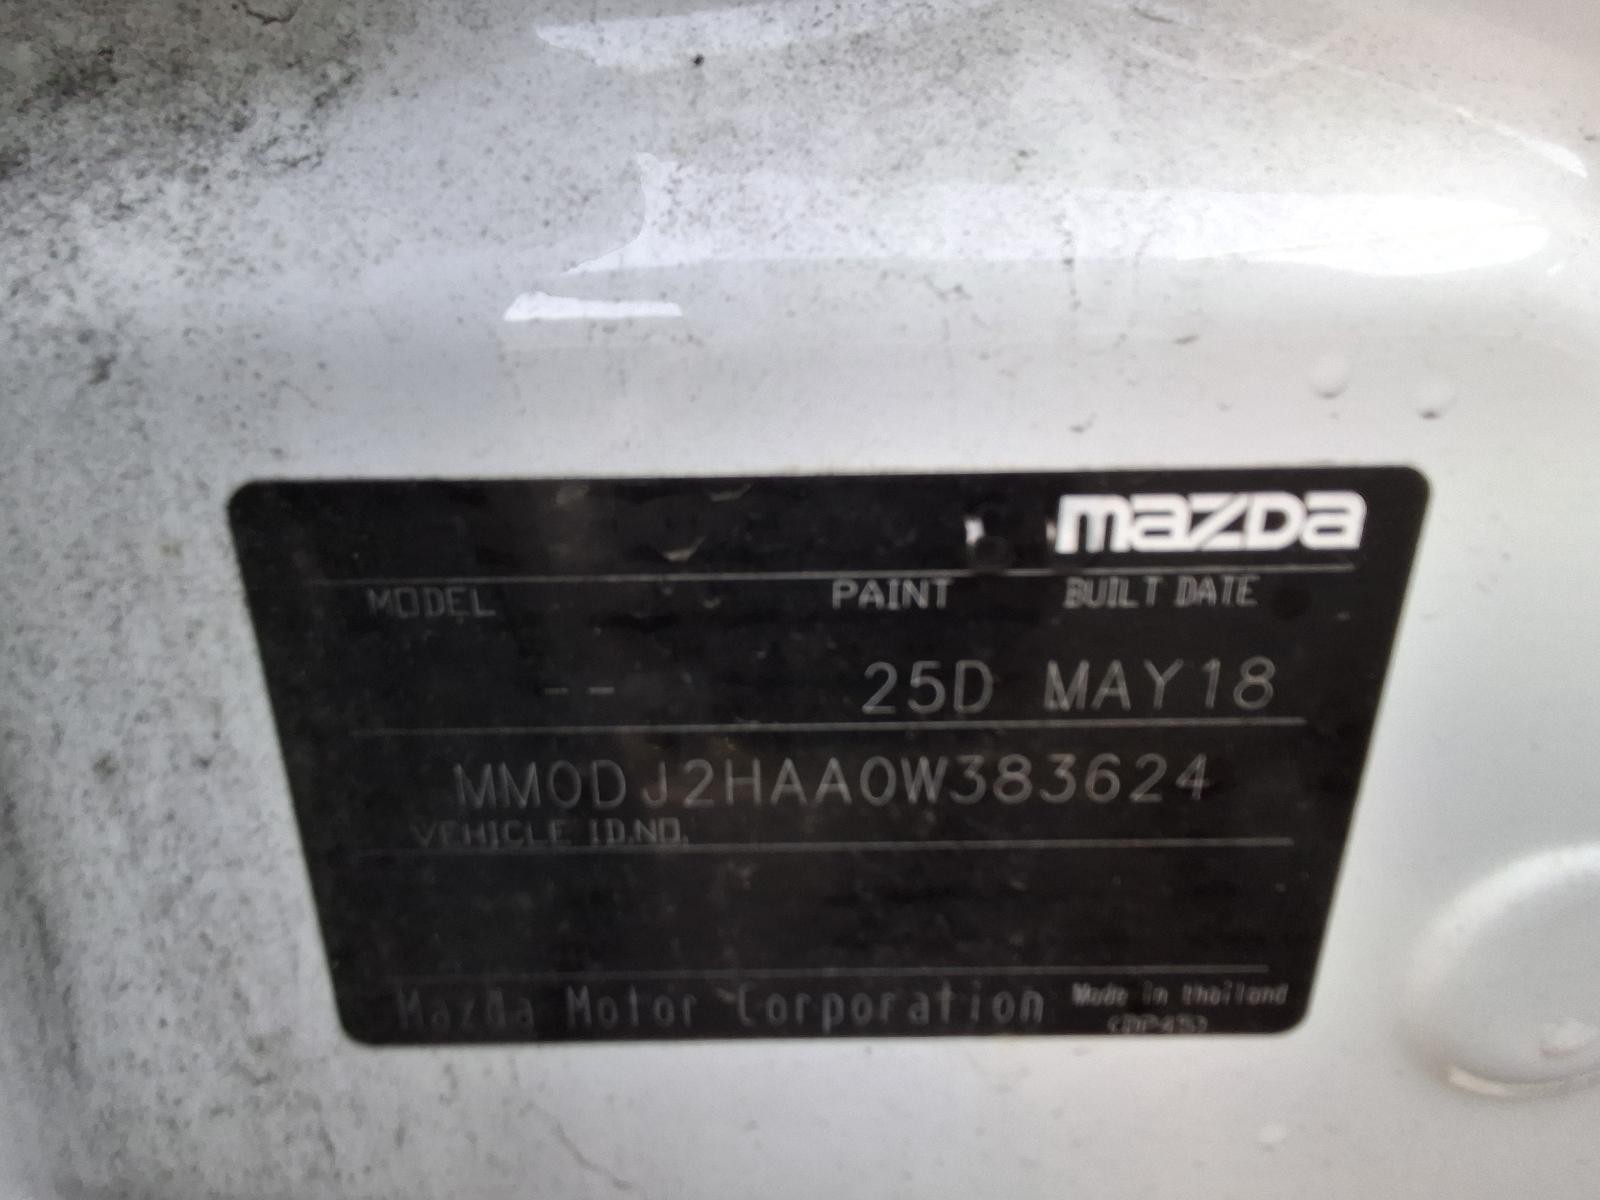 mazda
MODEL PAINT BUILT DATE
-- 25D MAY18
MM0DJ2HAA0W383624
VEHICLE ID.NO.
Mazda Motor Corporation Made in thailand